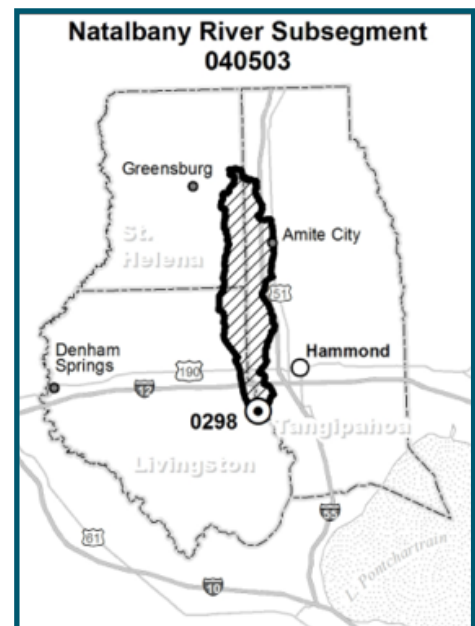 Natalbany River Subsegment
040503
Greensburg
Amite City
St.
Helena
51
Denham
Springs
190
Hammond
12
0298
Tangipahoa
Livingston
55
61
10
L. Pontchartrain